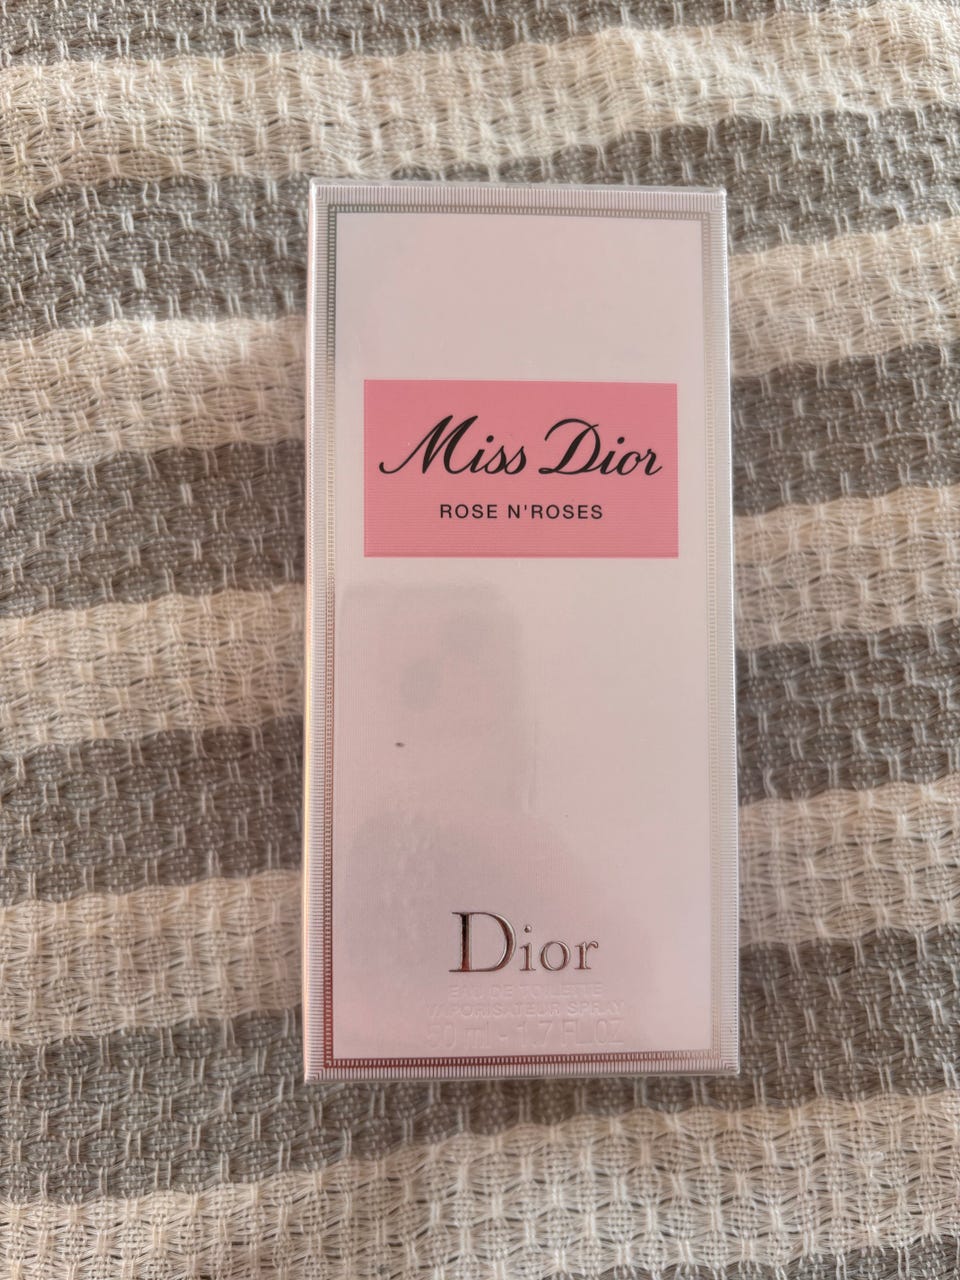 Miss Dior
ROSE N'ROSES
Dior
EAU DE TOILETTE
VAPORISATEUR SPRAY
50 ml - 1.7 FL.OZ